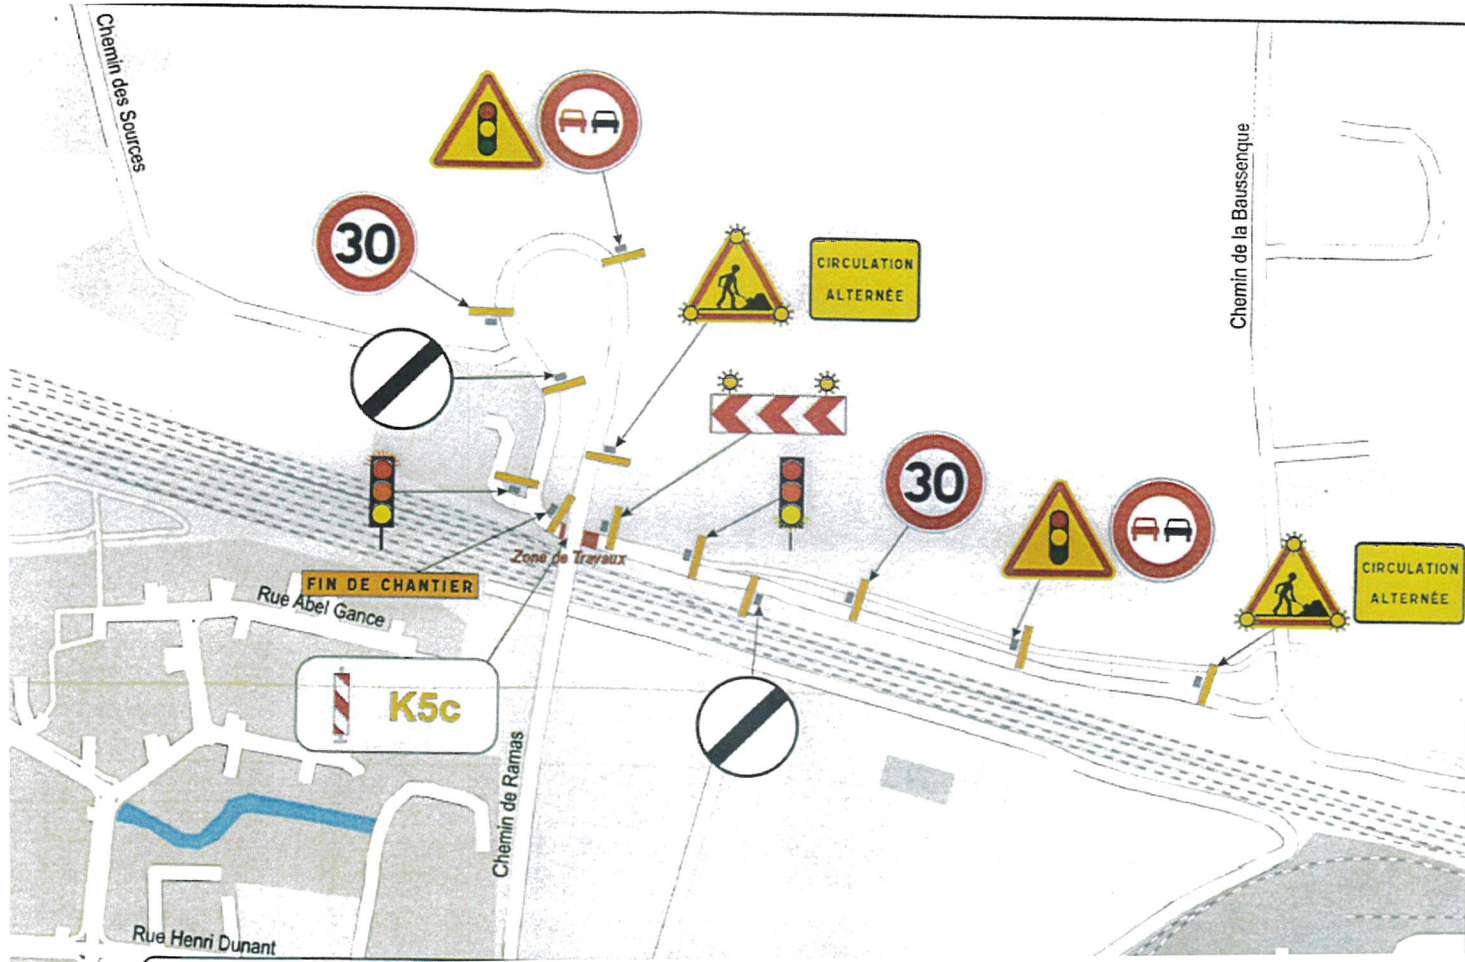 Chemin des Sources
Chemin de la Baussenque
30
CIRCULATION
ALTERNÉE
30
Zone de Travaux
FIN DE CHANTIER
CIRCULATION
ALTERNÉE
Rue Abel Gance
K5c
Chemin de Ramas
Rue Henri Dunant